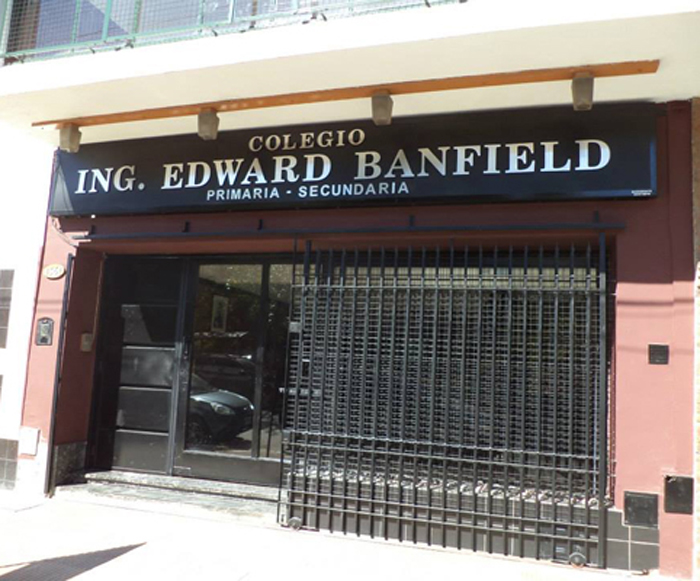 COLEGIO
ING. EDWARD BANFIELD
PRIMARIA - SECUNDARIA